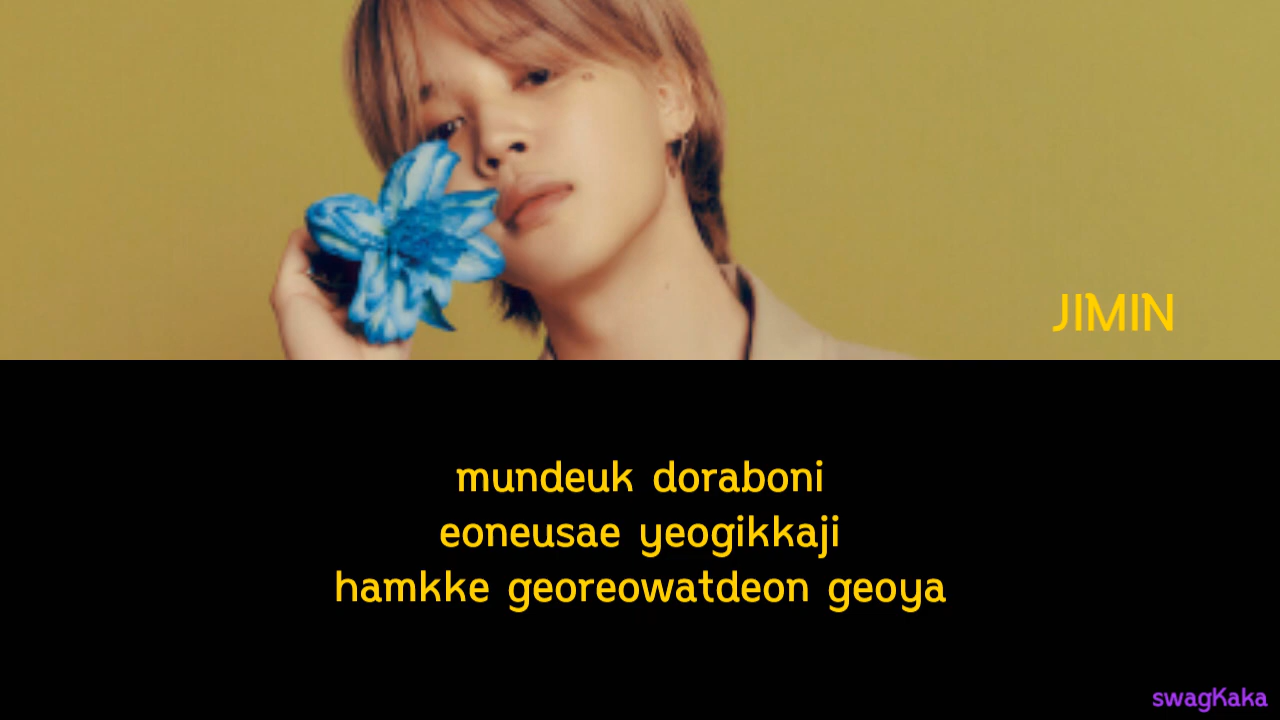 JIMIN
mundeuk doraboni
eoneusae yeogikkaji
hamkke georeowatdeon geoya
swagKaka